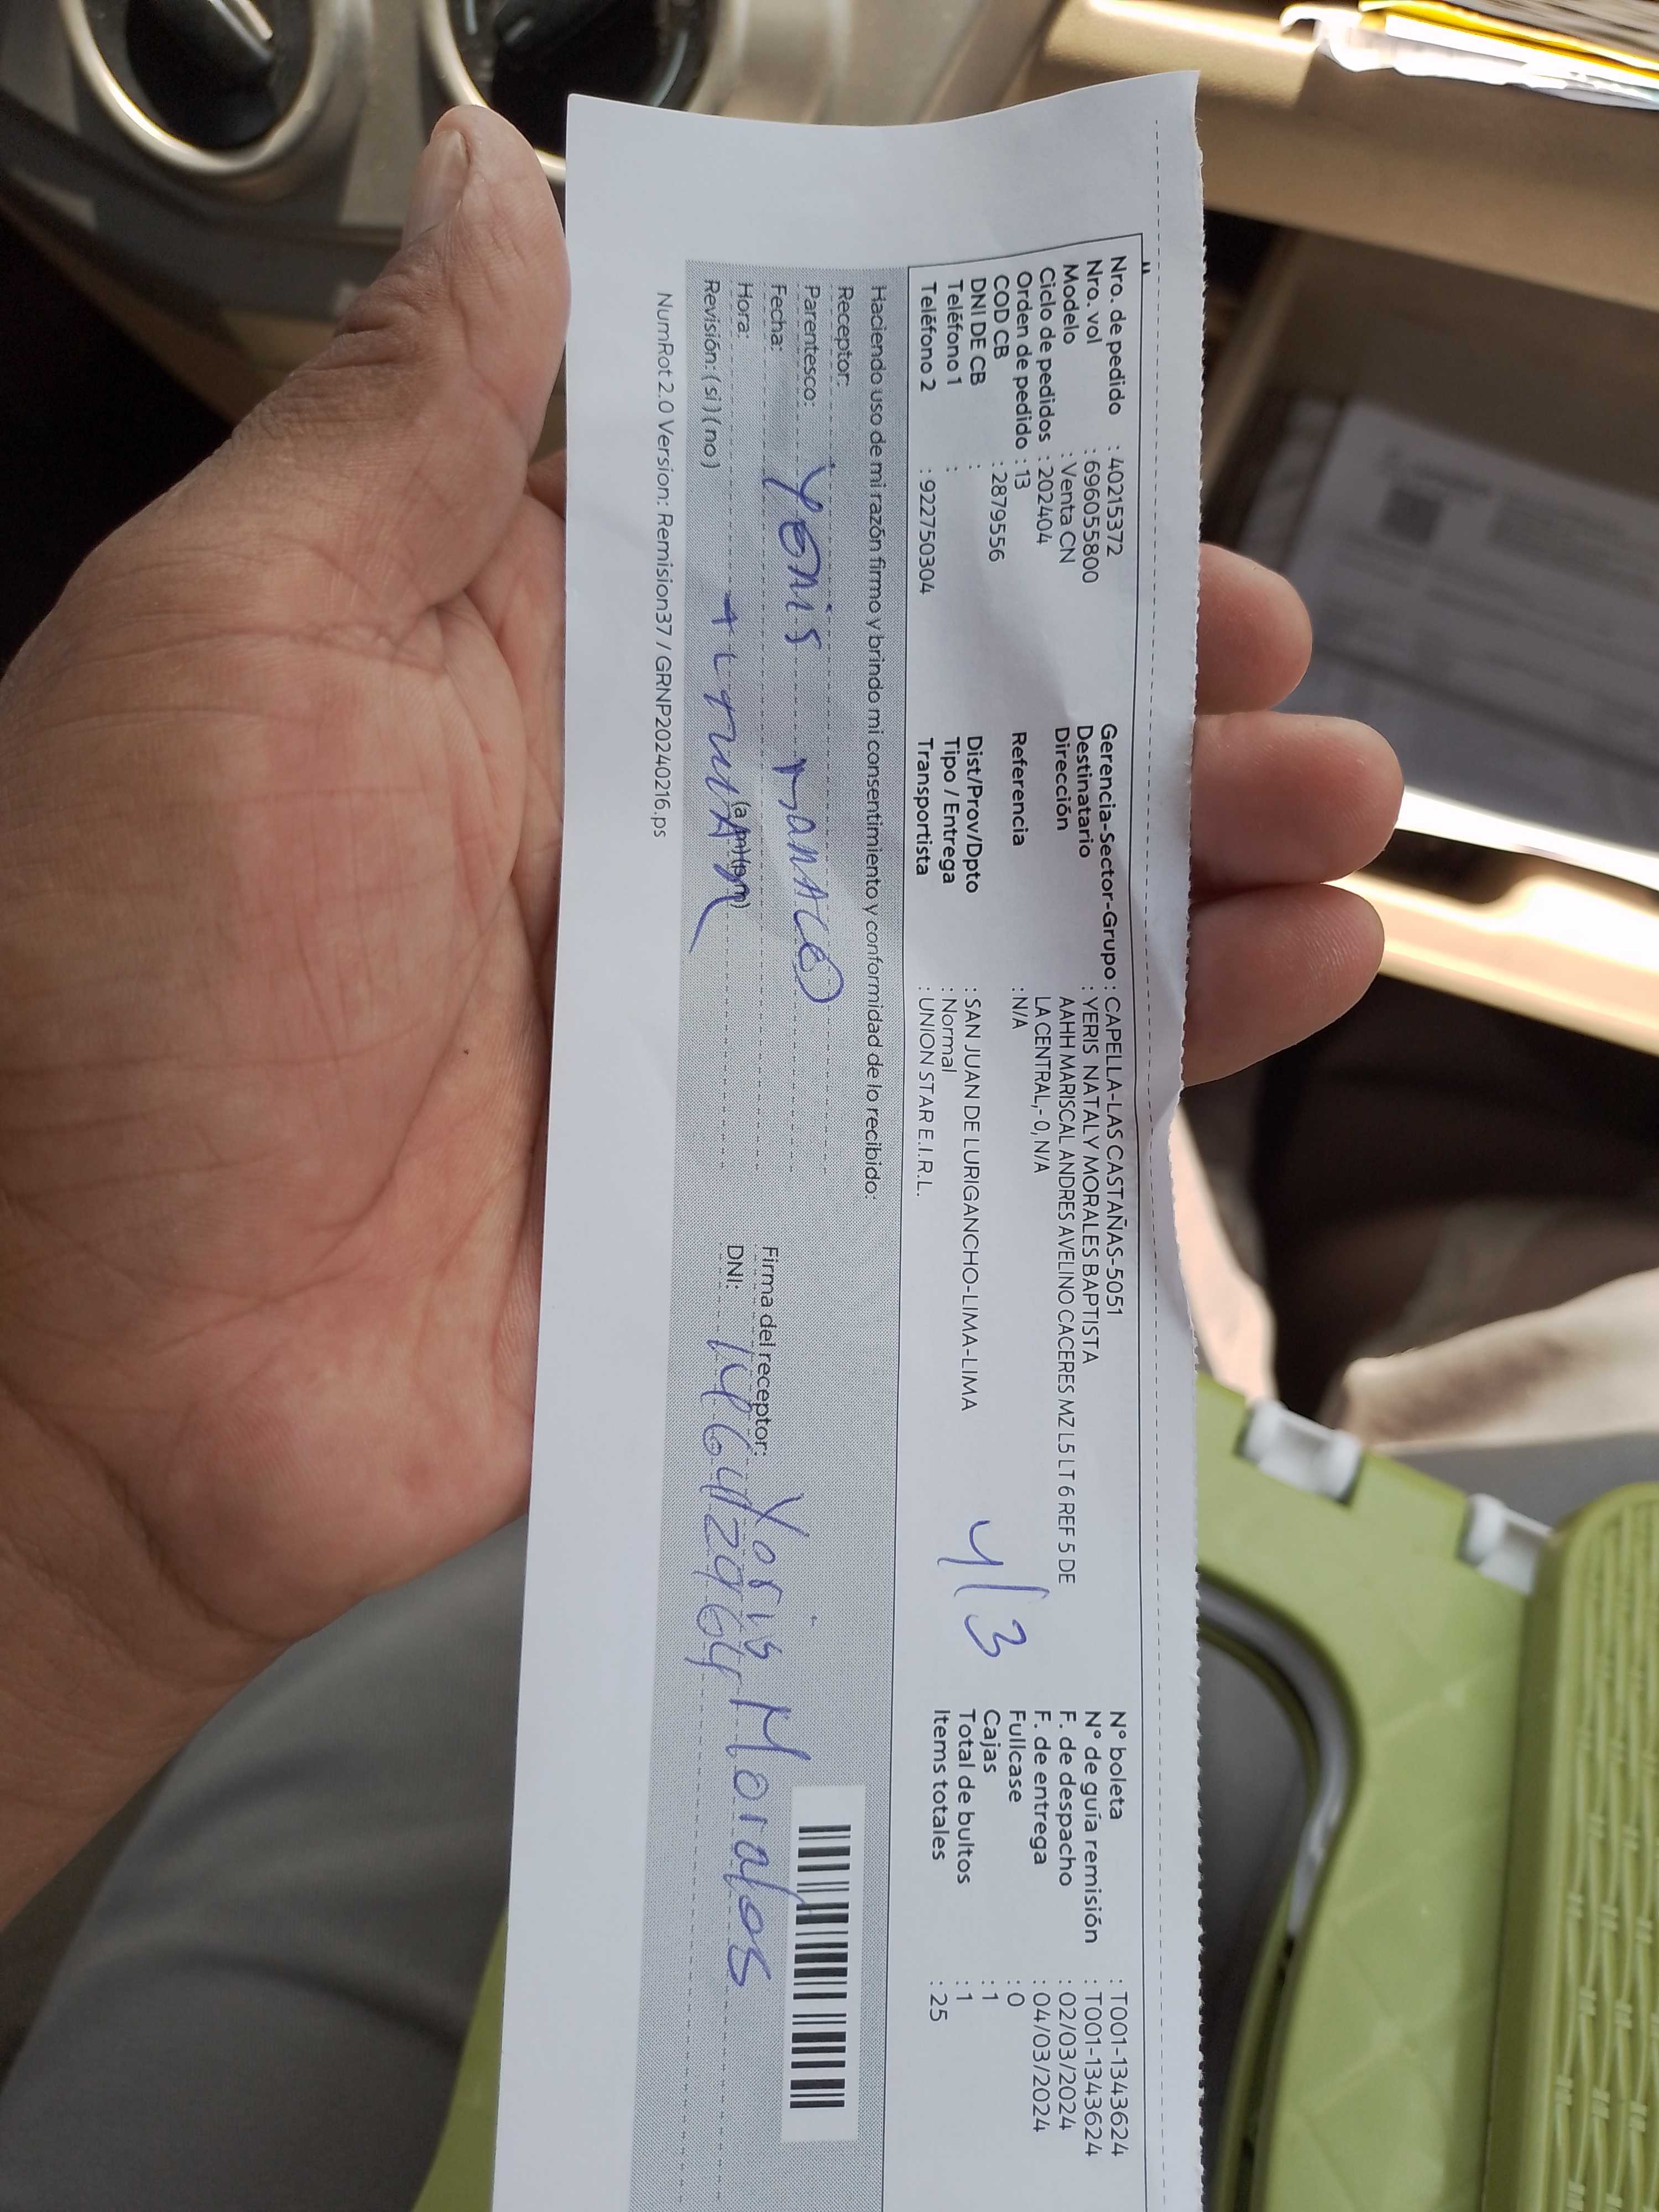 Nro. de pedido : 40215372
Nro. vol : 696055800
Modelo : Venta CN
Ciclo de pedidos : 202404
Orden de pedido : 13
COD CB : 2879556
DNI DE CB :
Teléfono 1 :
Teléfono 2 : 922750304
Gerencia-Sector-Grupo : CAPELLA-LAS CASTAÑAS-5051
Destinatario : YERIS NATALY MORALES BAPTISTA
Dirección AAHH MARISCAL ANDRES AVELINO CACERES MZ L5 LT 6 REF 5 DE
LA CENTRAL,- 0,N/A
Referencia : N/A
Dist/Prov/Dpto : SAN JUAN DE LURIGANCHO-LIMA-LIMA
Tipo / Entrega : Normal
Transportista : UNION STAR E.I.R.L.
4/3
N° boleta : T001-1343624
N° de guía remisión : T001-1343624
F. de despacho : 02/03/2024
F. de entrega : 04/03/2024
Fullcase : 0
Cajas : 1
Total de bultos : 1
Items totales : 25
Haciendo uso de mi razón firmo y brindo mi consentimiento y conformidad de lo recibido:
Receptor:
Parentesco:
Fecha:
Hora: (a.m/p.m)
Revisión: (si) (no)
Firma del receptor: Yeris Morales
DNI:
NumRot 2.0 Version: Remision37 / GRNP20240216.ps